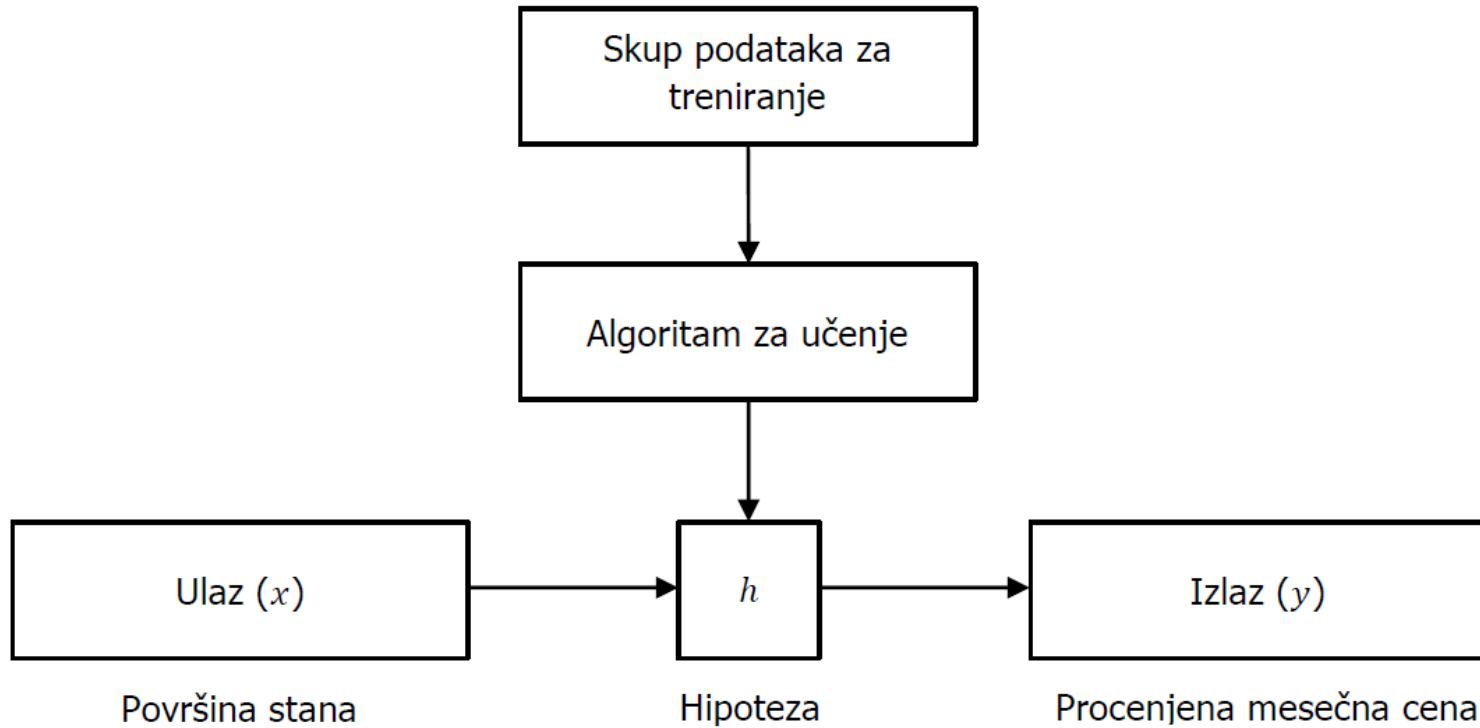 Skup podataka za
treniranje
Algoritam za učenje
Ulaz (x)
h
Izlaz (y)
Površina stana
Hipoteza
Procenjena mesečna cena